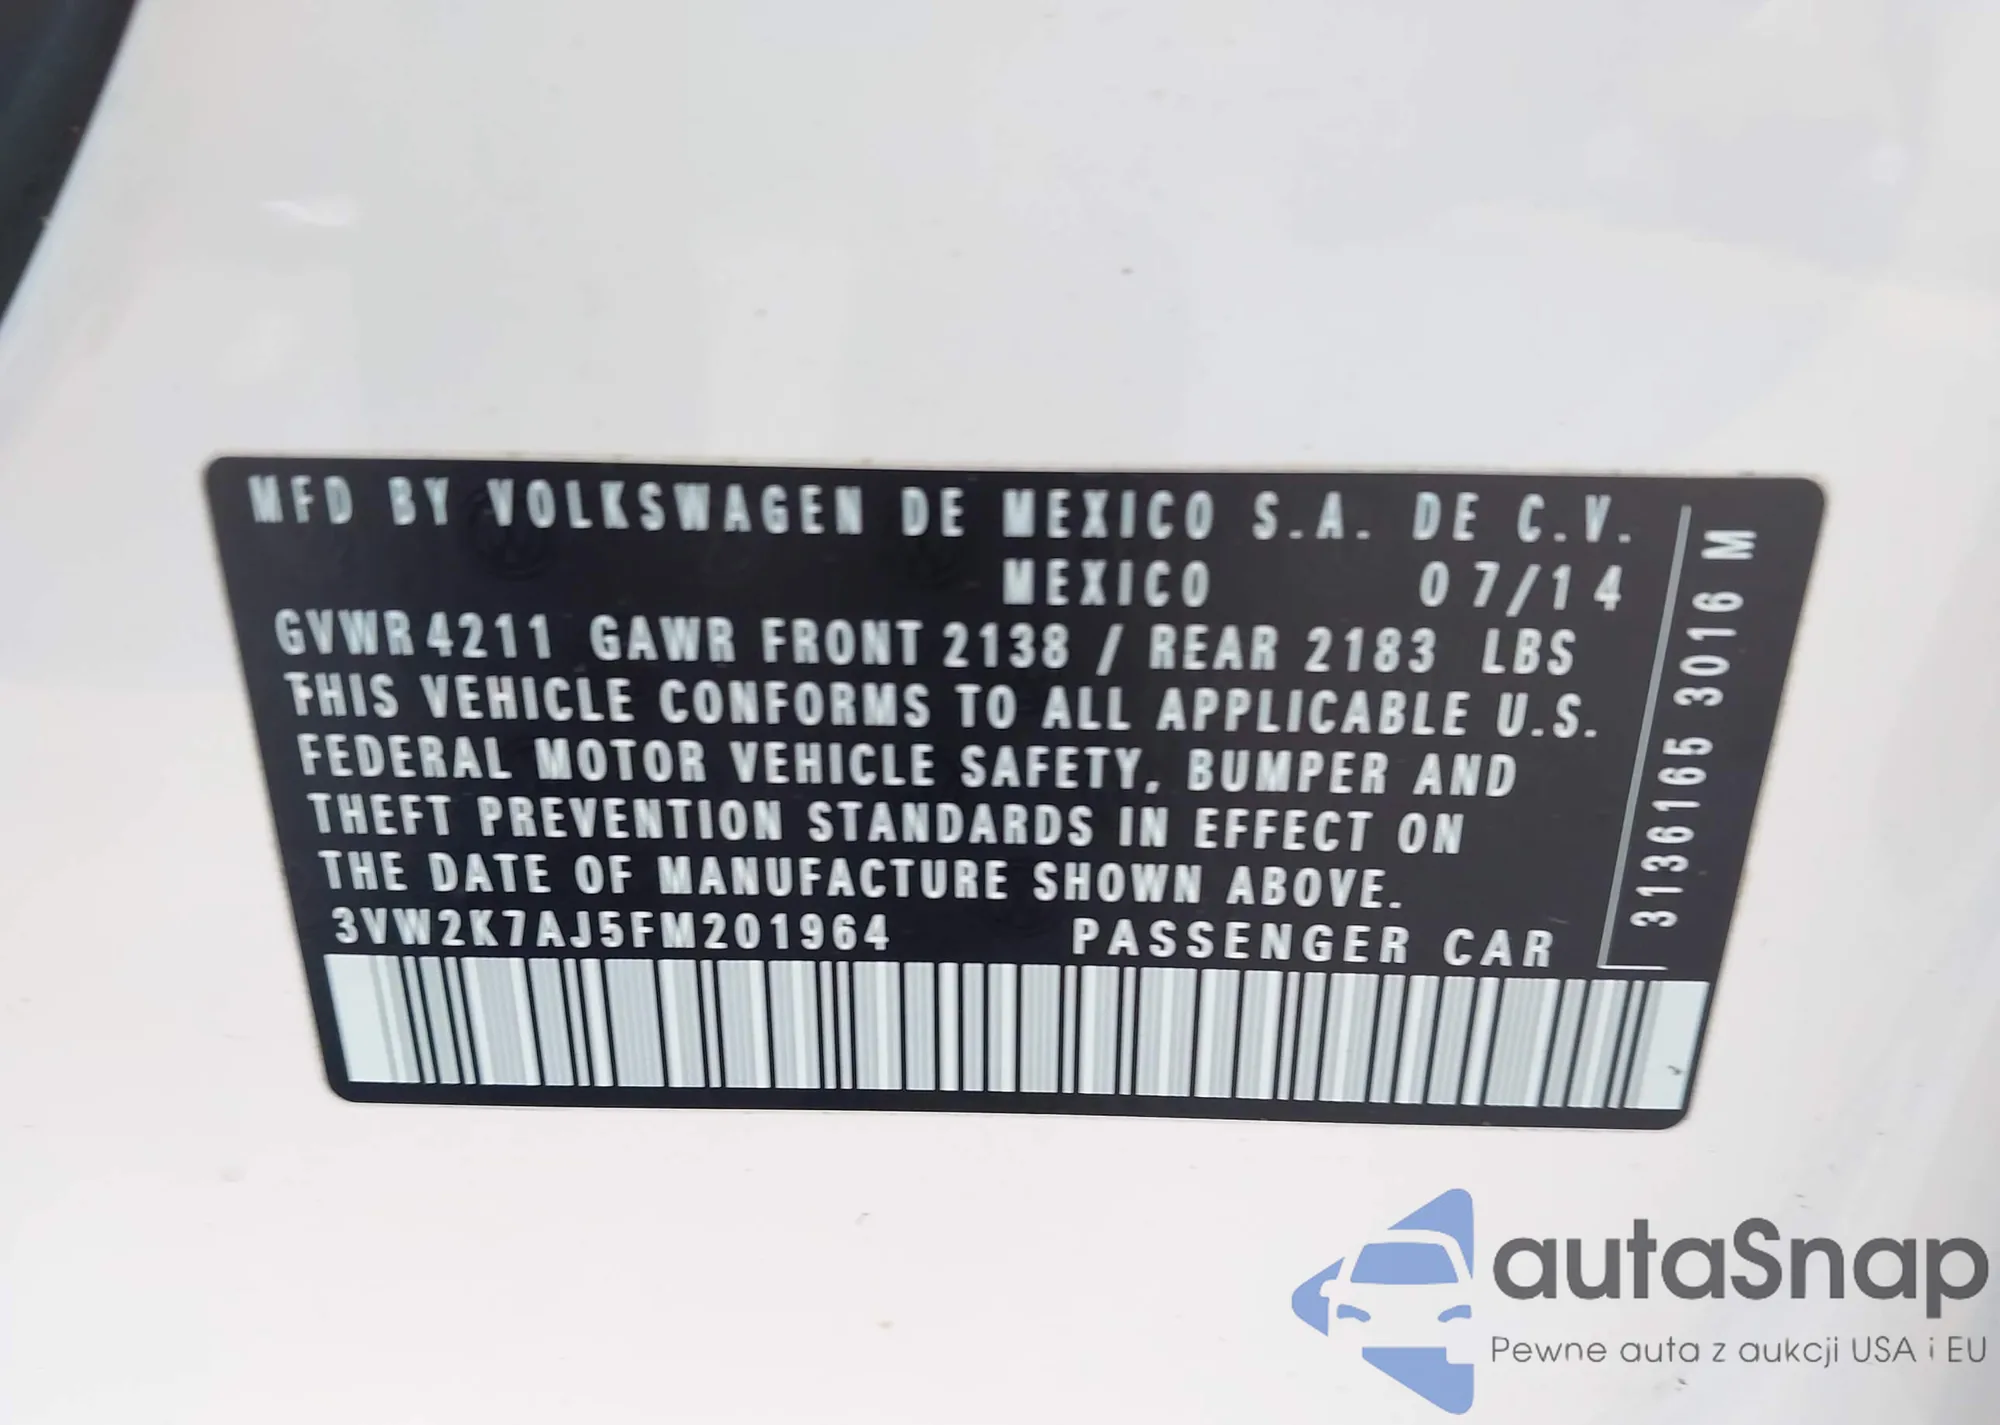 MFD BY VOLKSWAGEN DE MEXICO S.A. DE C.V.
MEXICO 07/14
GVWR 4211 GAWR FRONT 2138 / REAR 2183 LBS
THIS VEHICLE CONFORMS TO ALL APPLICABLE U.S.
FEDERAL MOTOR VEHICLE SAFETY, BUMPER AND
THEFT PREVENTION STANDARDS IN EFFECT ON
THE DATE OF MANUFACTURE SHOWN ABOVE.
3VW2K7AJ5FM201964 PASSENGER CAR
3136165 3016 M
autaSnap
Pewne auta z aukcji USA i EU